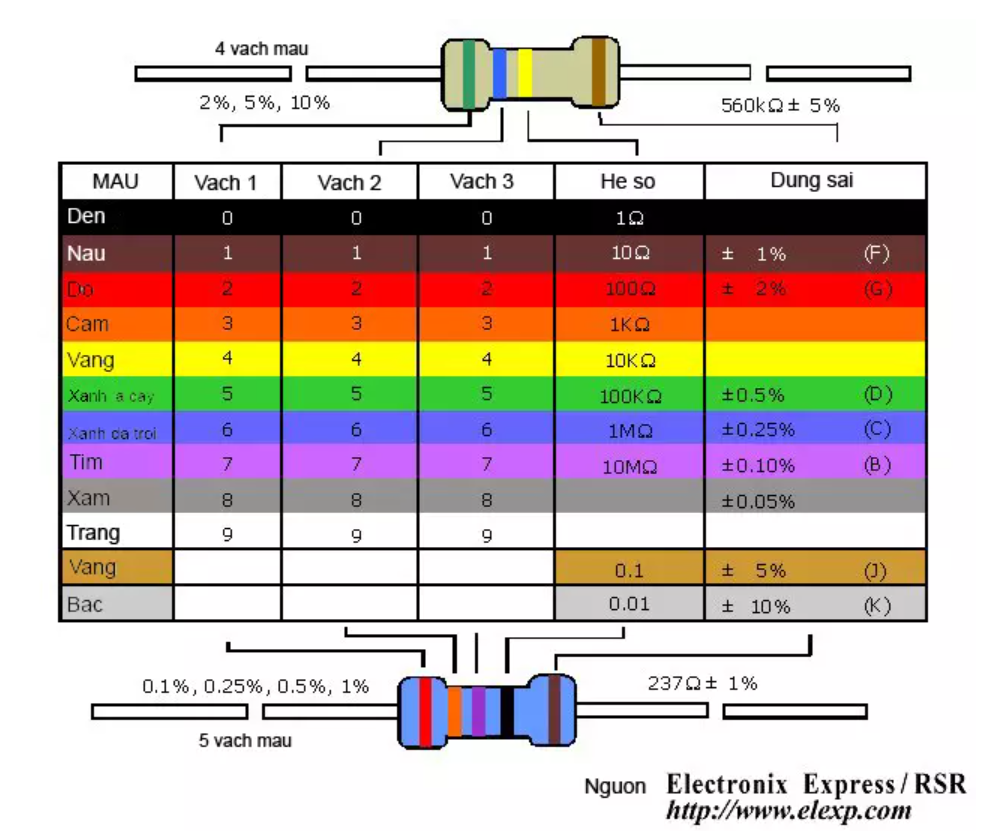 4 vach mau
2%, 5%, 10%
560kΩ ± 5%
MAU Vach 1 Vach 2 Vach 3 He so Dung sai
Den 0 0 0 1Ω
Nau 1 1 1 10Ω ± 1% (F)
Do 2 2 2 100Ω ± 2% (G)
Cam 3 3 3 1KΩ
Vang 4 4 4 10KΩ
Xanh a cay 5 5 5 100KΩ ±0.5% (D)
Xanh da troi 6 6 6 1MΩ ±0.25% (C)
Tim 7 7 7 10MΩ ±0.10% (B)
Xam 8 8 8 ±0.05%
Trang 9 9 9
Vang 0.1 ± 5% (J)
Bac 0.01 ± 10% (K)
0.1%, 0.25%, 0.5%, 1%
237Ω ± 1%
5 vach mau
Nguon Electronix Express/RSR
http://www.elexp.com